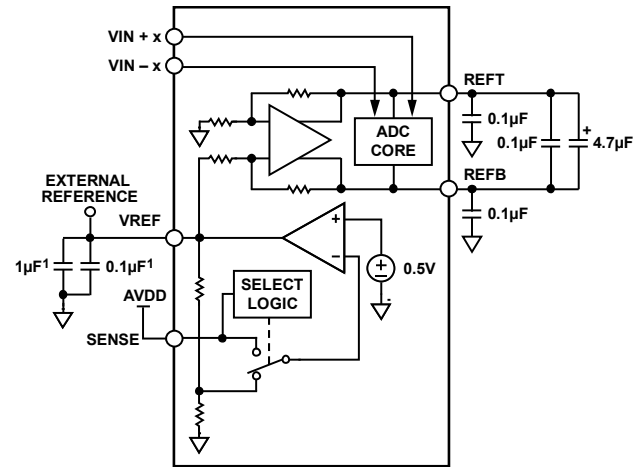 VIN + x
VIN – x
REFT
0.1µF
ADC
CORE
0.1µF
+
4.7µF
REFB
0.1µF
EXTERNAL
REFERENCE
VREF
1µF1
0.1µF1
+
–
+
–
0.5V
SELECT
LOGIC
AVDD
SENSE